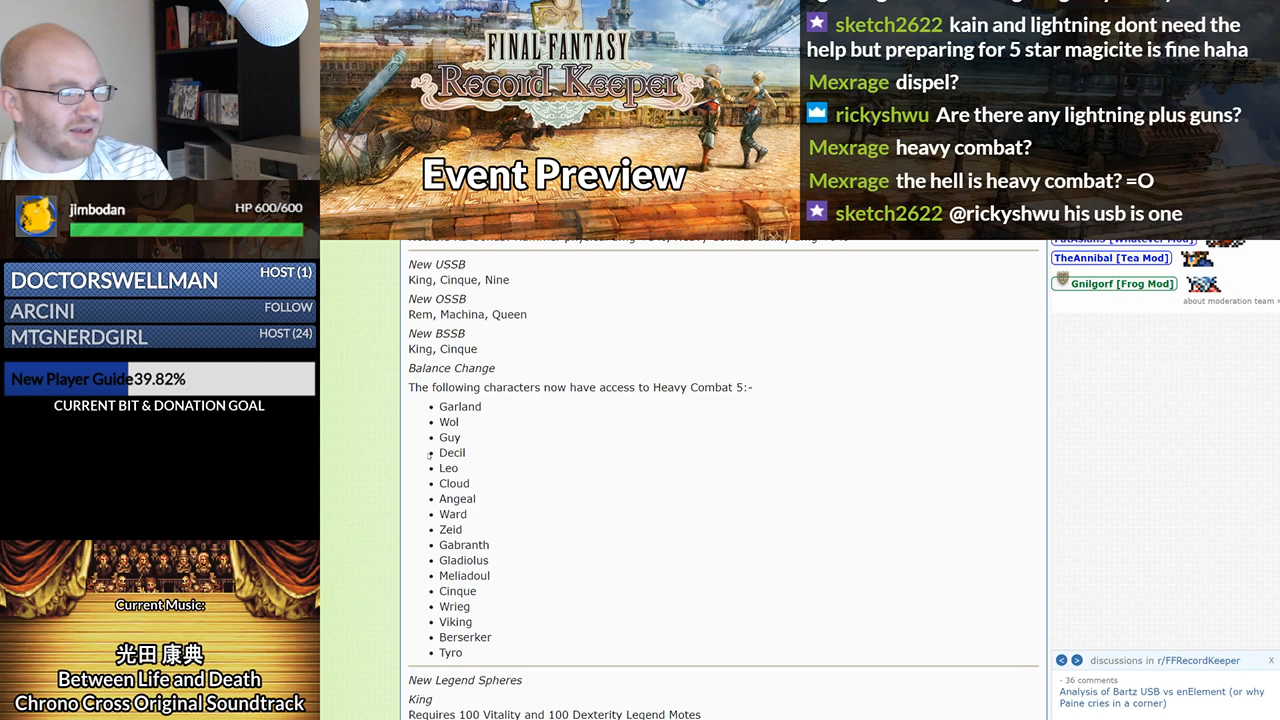 sketch2622 kain and lightning dont need the
help but preparing for 5 star magicite is fine haha
Mexrage dispel?
rickyshwu Are there any lightning plus guns?
Mexrage heavy combat?
Mexrage the hell is heavy combat? =O
sketch2622 @rickyshwu his usb is one
FINAL FANTASY
Record Keeper
Event Preview
jimbodan
HP 600/600
DOCTORSWELLMAN
HOST (1)
ARCINI
FOLLOW
MTGNERDGIRL
HOST (24)
New Player Guide39.82%
CURRENT BIT & DONATION GOAL
Current Music:
光田 康典
Between Life and Death
Chrono Cross Original Soundtrack
New USSB
King, Cinque, Nine
New OSSB
Rem, Machina, Queen
New BSSB
King, Cinque
Balance Change
The following characters now have access to Heavy Combat 5:-
Garland
Wol
Guy
Decil
Leo
Cloud
Angeal
Ward
Zeid
Gabranth
Gladiolus
Meliadoul
Cinque
Wrieg
Viking
Berserker
Tyro
New Legend Spheres
King
Requires 100 Vitality and 100 Dexterity Legend Motes
TheAnnibal [Tea Mod]
Gnilgorf [Frog Mod]
about moderation team
discussions in r/FFRecordKeeper
X
· 36 comments
Analysis of Bartz USB vs enElement (or why
Paine cries in a corner)